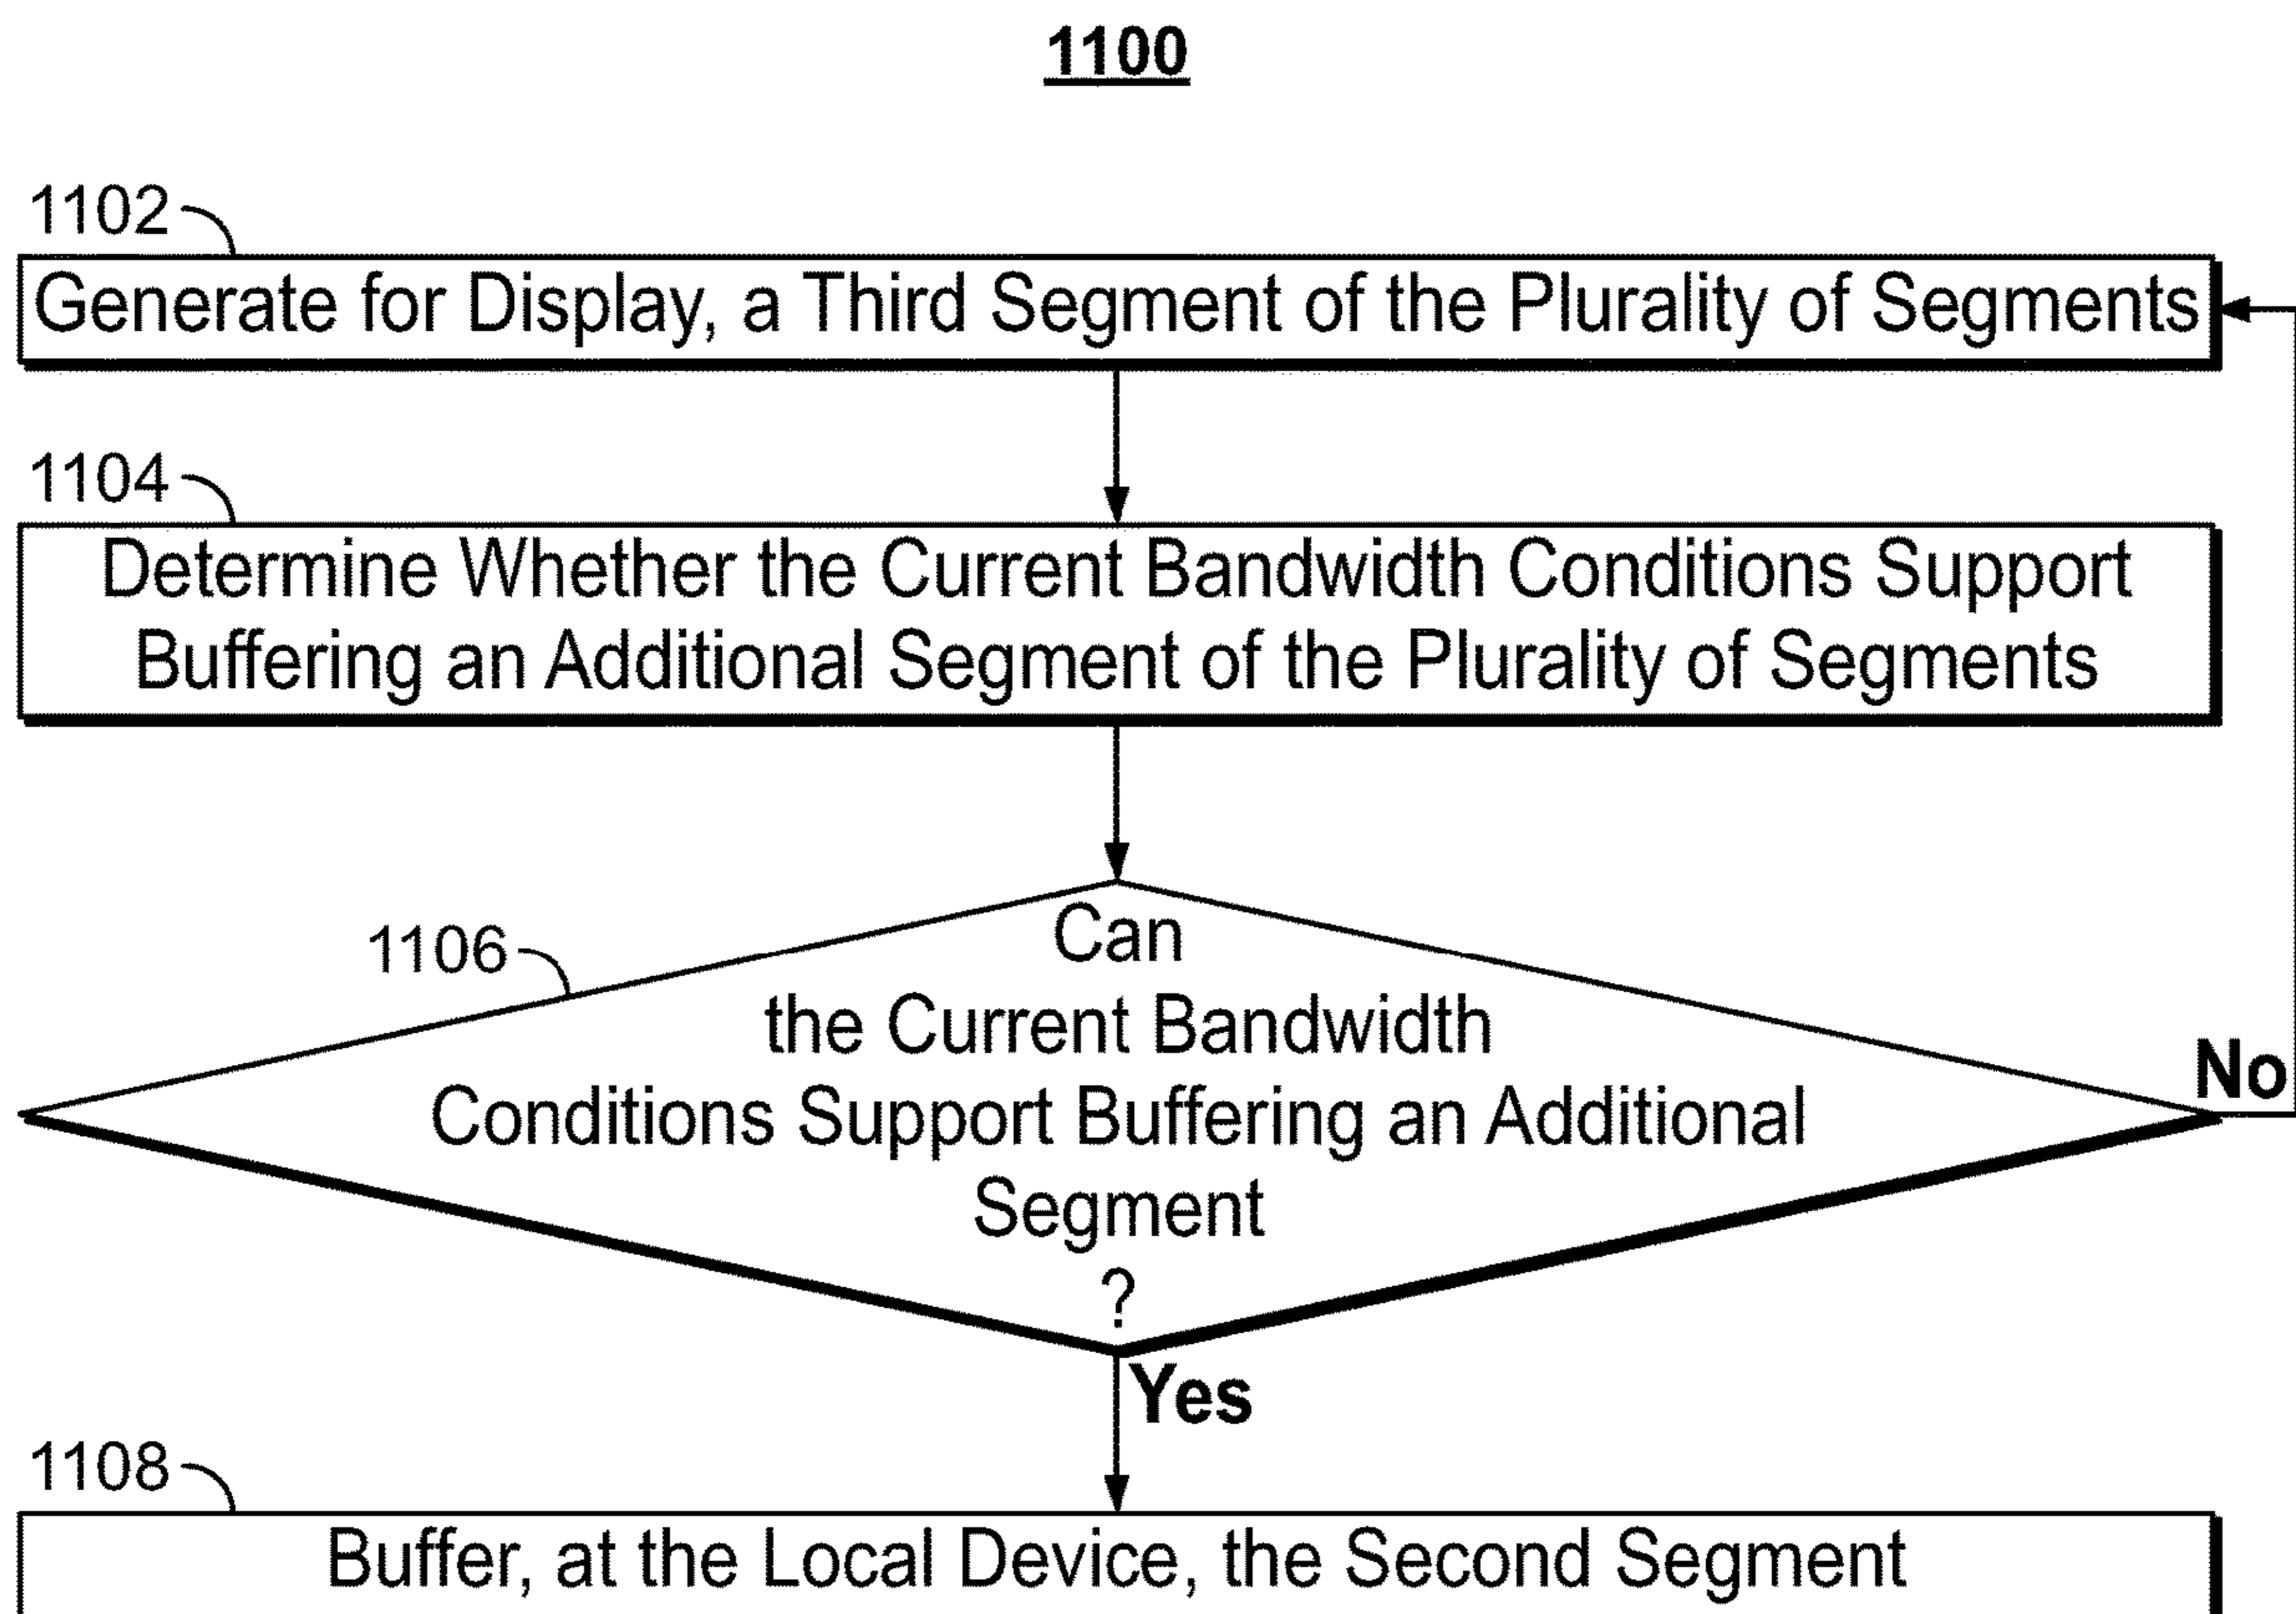 1100
1102
Generate for Display, a Third Segment of the Plurality of Segments
1104
Determine Whether the Current Bandwidth Conditions Support
Buffering an Additional Segment of the Plurality of Segments
1106
Can
the Current Bandwidth
Conditions Support Buffering an Additional
Segment
?
No
Yes
1108
Buffer, at the Local Device, the Second Segment